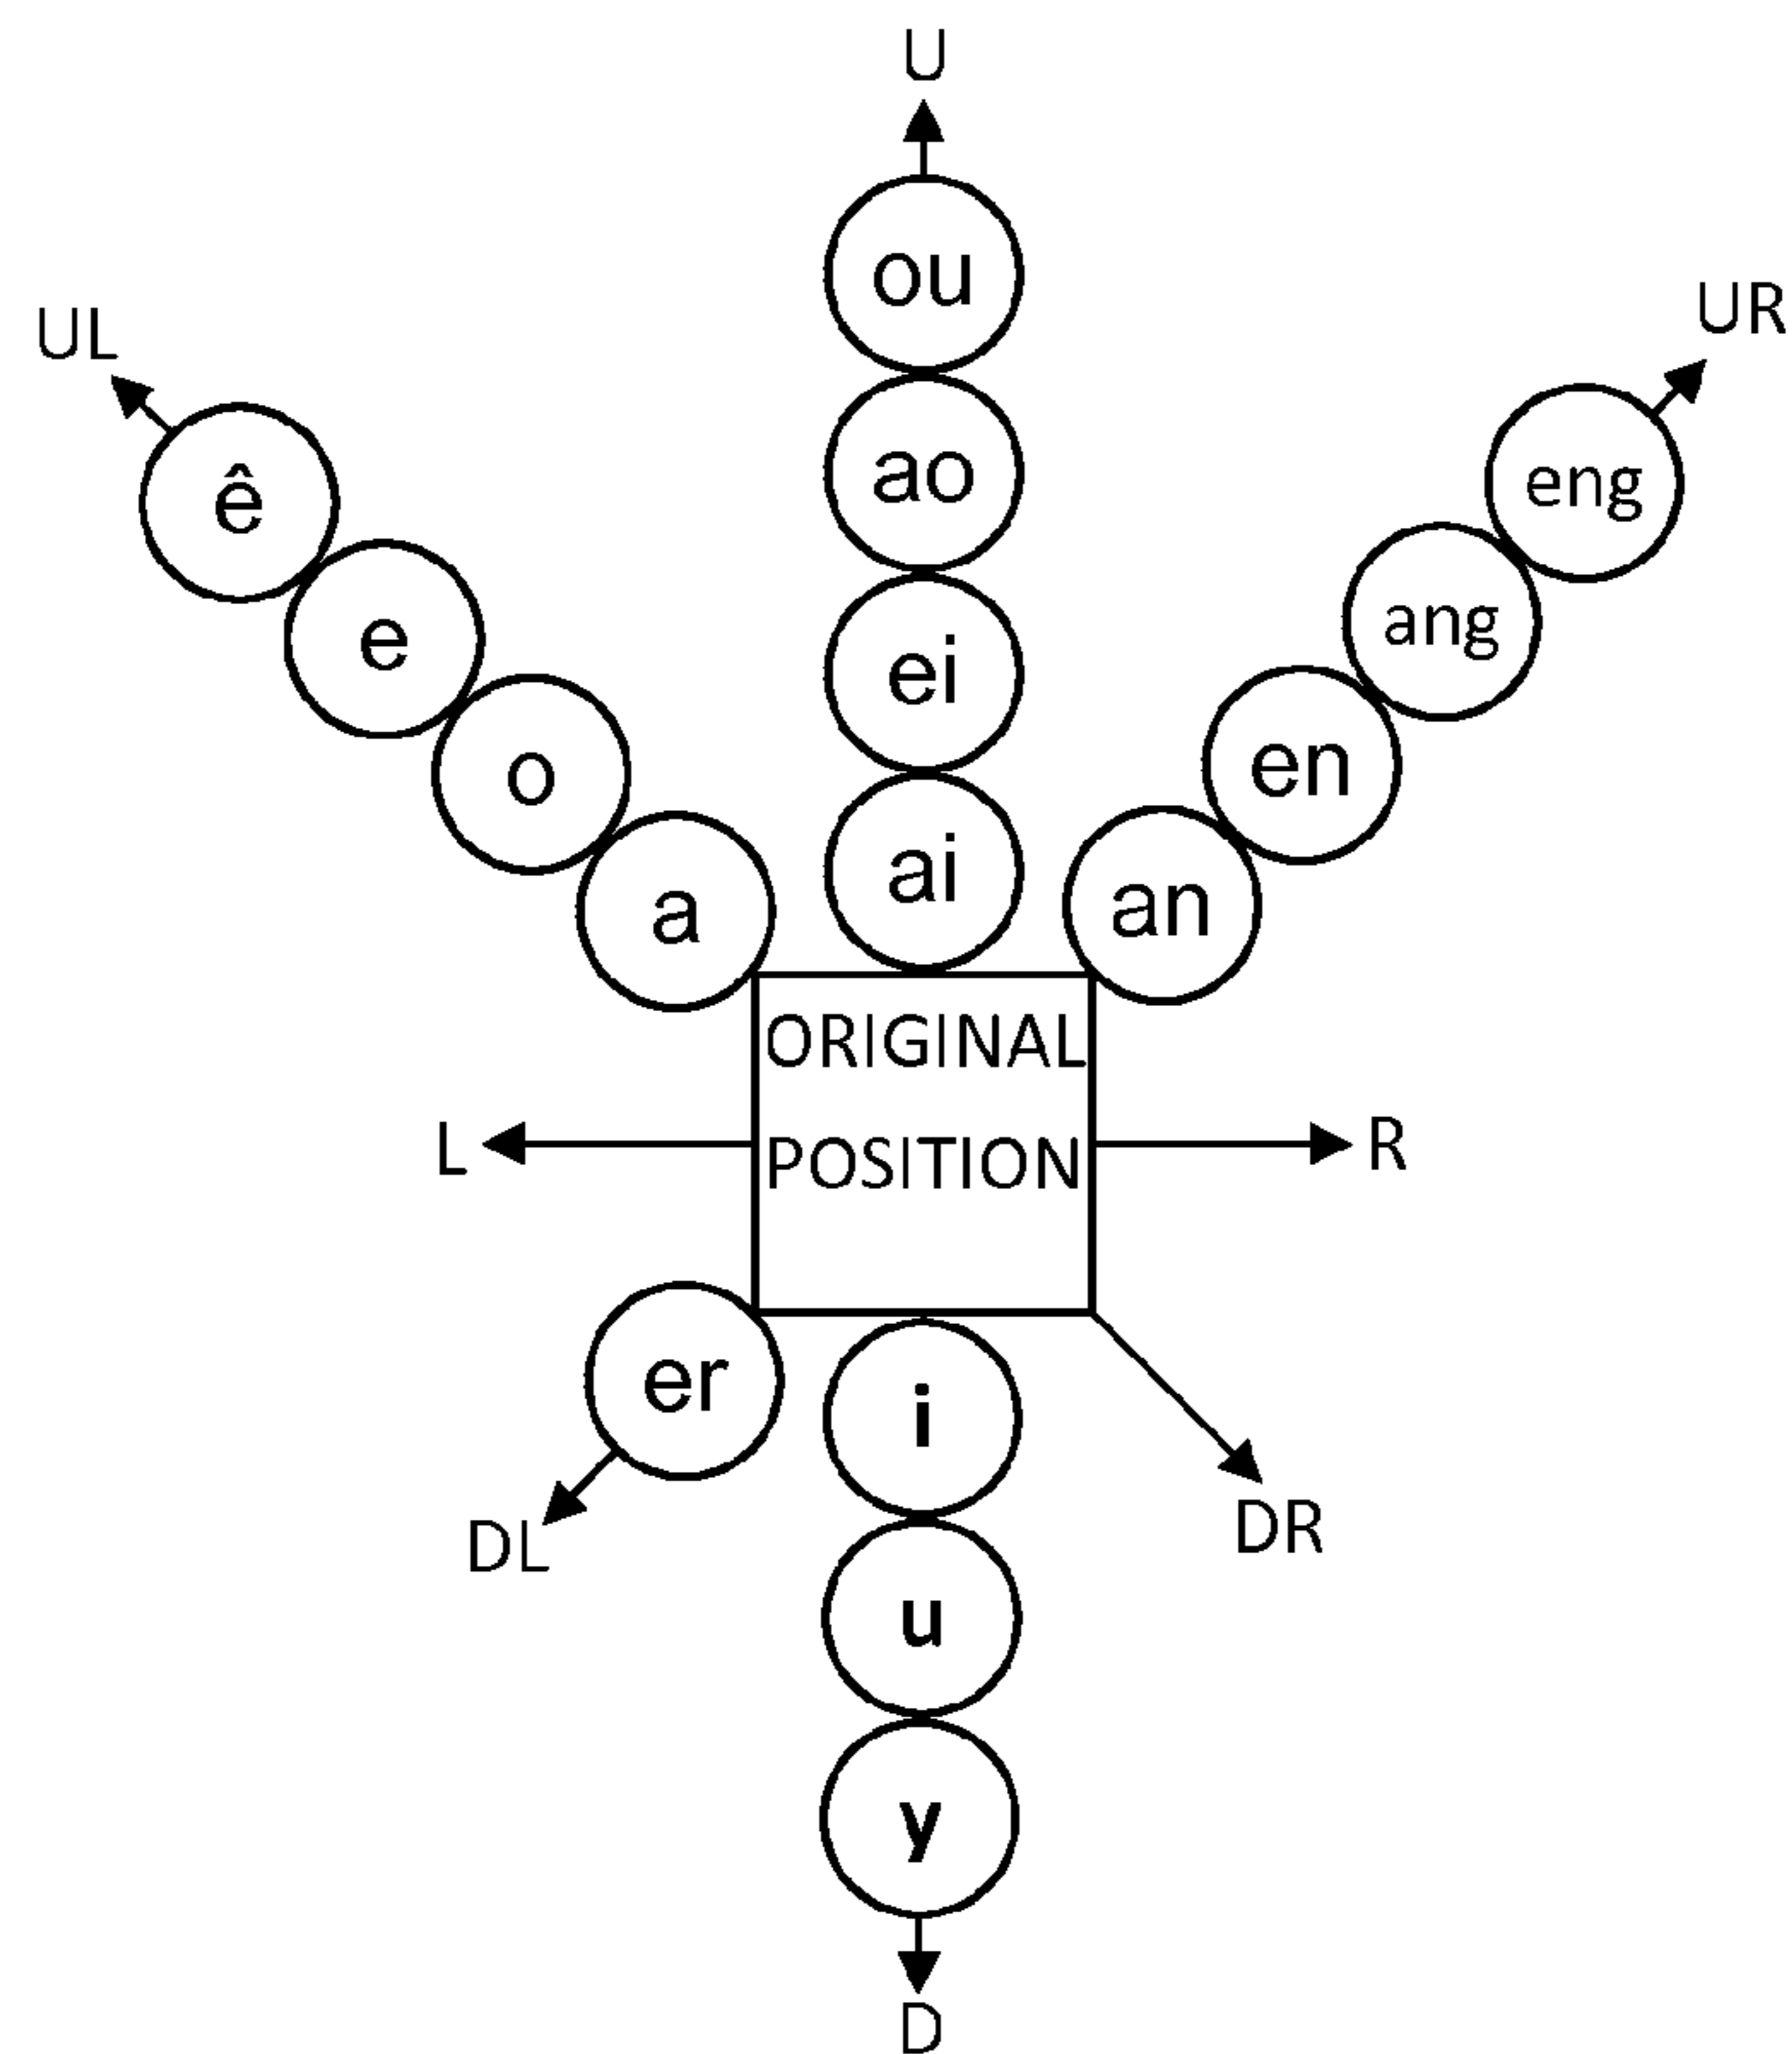 U
ou
UL
UR
ao
ê
eng
e
ei
ang
o
en
ai
a
an
ORIGINAL
POSITION
L
R
er
i
DL
DR
u
y
D